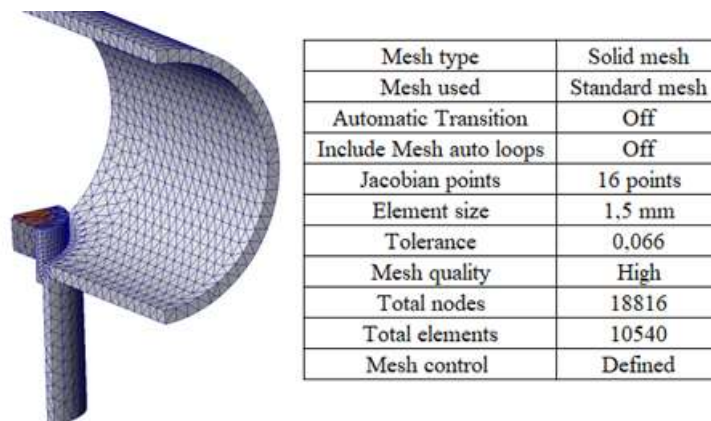 Mesh type Solid mesh
Mesh used Standard mesh
Automatic Transition Off
Include Mesh auto loops Off
Jacobian points 16 points
Element size 1,5 mm
Tolerance 0,066
Mesh quality High
Total nodes 18816
Total elements 10540
Mesh control Defined